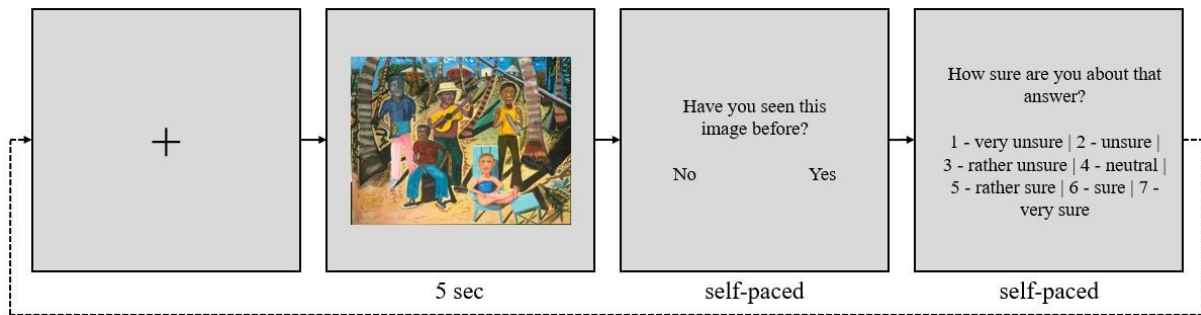 Have you seen this
image before?
No Yes
How sure are you about that
answer?
1 - very unsure | 2 - unsure |
3 - rather unsure | 4 - neutral |
5 - rather sure | 6 - sure | 7 -
very sure
5 sec
self-paced
self-paced